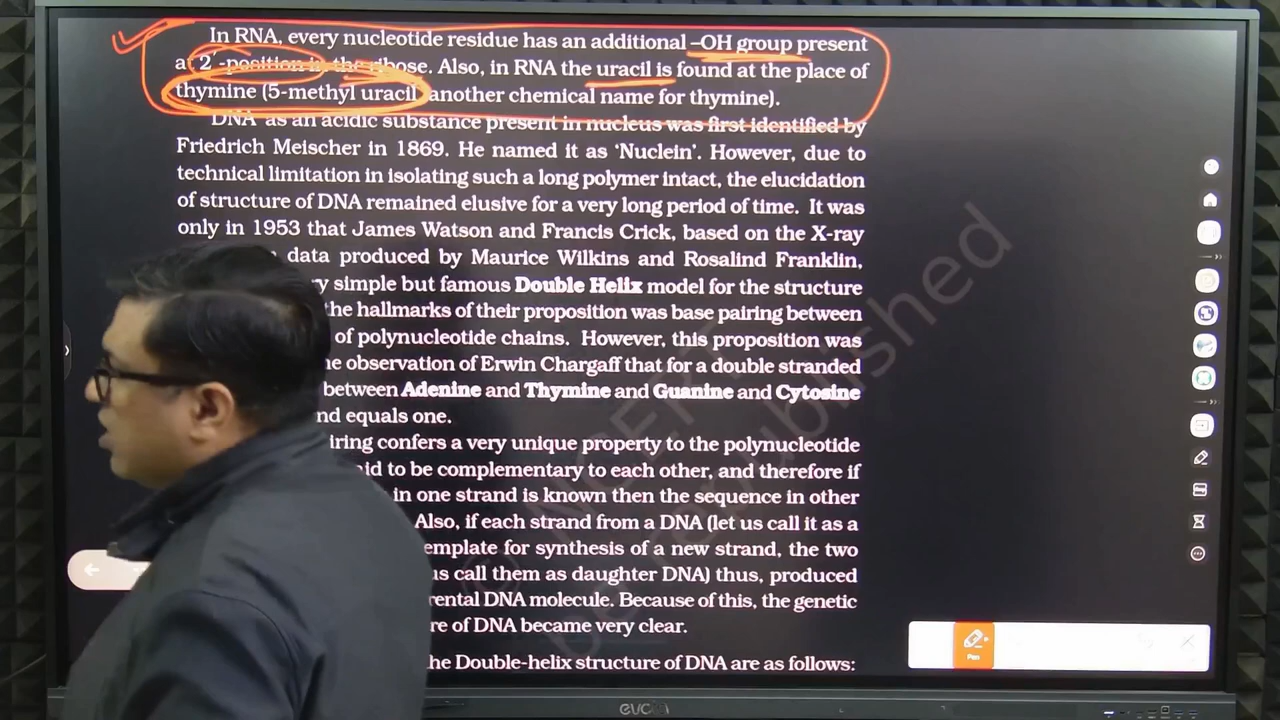 In RNA, every nucleotide residue has an additional –OH group present
at 2'-position in the ribose. Also, in RNA the uracil is found at the place of
thymine (5-methyl uracil another chemical name for thymine).
DNA as an acidic substance present in nucleus was first identified by
Friedrich Meischer in 1869. He named it as ‘Nuclein’. However, due to
technical limitation in isolating such a long polymer intact, the elucidation
of structure of DNA remained elusive for a very long period of time. It was
only in 1953 that James Watson and Francis Crick, based on the X-ray
data produced by Maurice Wilkins and Rosalind Franklin,
simple but famous Double Helix model for the structure
the hallmarks of their proposition was base pairing between
of polynucleotide chains. However, this proposition was
observation of Erwin Chargaff that for a double stranded
between Adenine and Thymine and Guanine and Cytosine
equals one.
confers a very unique property to the polynucleotide
to be complementary to each other, and therefore if
in one strand is known then the sequence in other
Also, if each strand from a DNA (let us call it as a
for synthesis of a new strand, the two
us call them as daughter DNA) thus, produced
DNA molecule. Because of this, the genetic
of DNA became very clear.
the Double-helix structure of DNA are as follows:
published
Pen